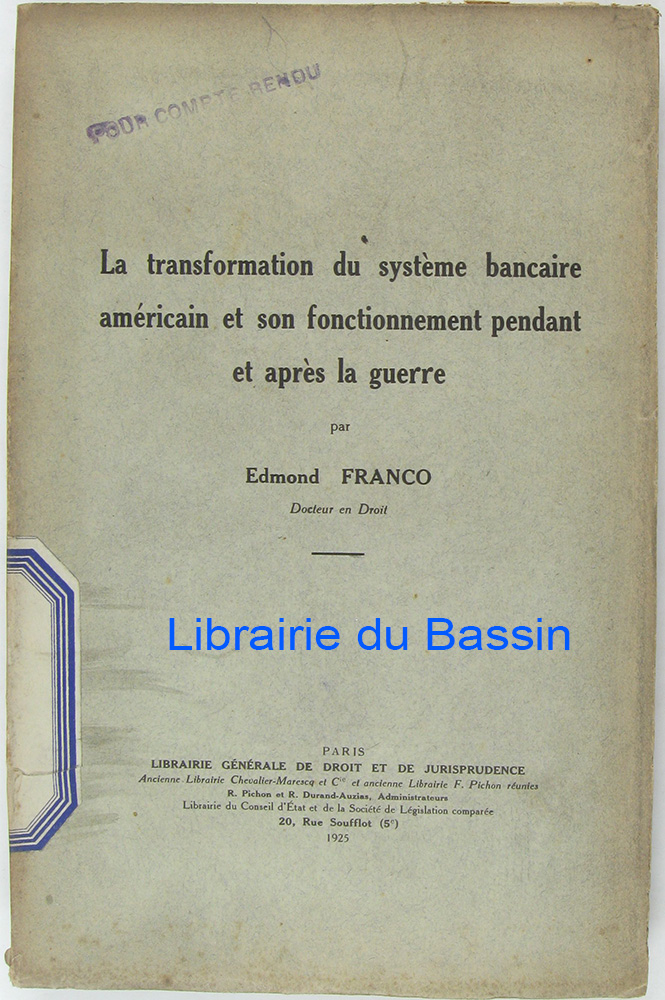 POUR COMPTE RENDU
La transformation du système bancaire
américain et son fonctionnement pendant
et après la guerre
par
Edmond FRANCO
Docteur en Droit
Librairie du Bassin
PARIS
LIBRAIRIE GÉNÉRALE DE DROIT ET DE JURISPRUDENCE
Ancienne Librairie Chevalier-Marescq et Cie et ancienne Librairie F. Pichon réunies
R. Pichon et R. Durand-Auzias, Administrateurs
Librairie du Conseil d'État et de la Société de Législation comparée
20, Rue Soufflot (5e)
1925